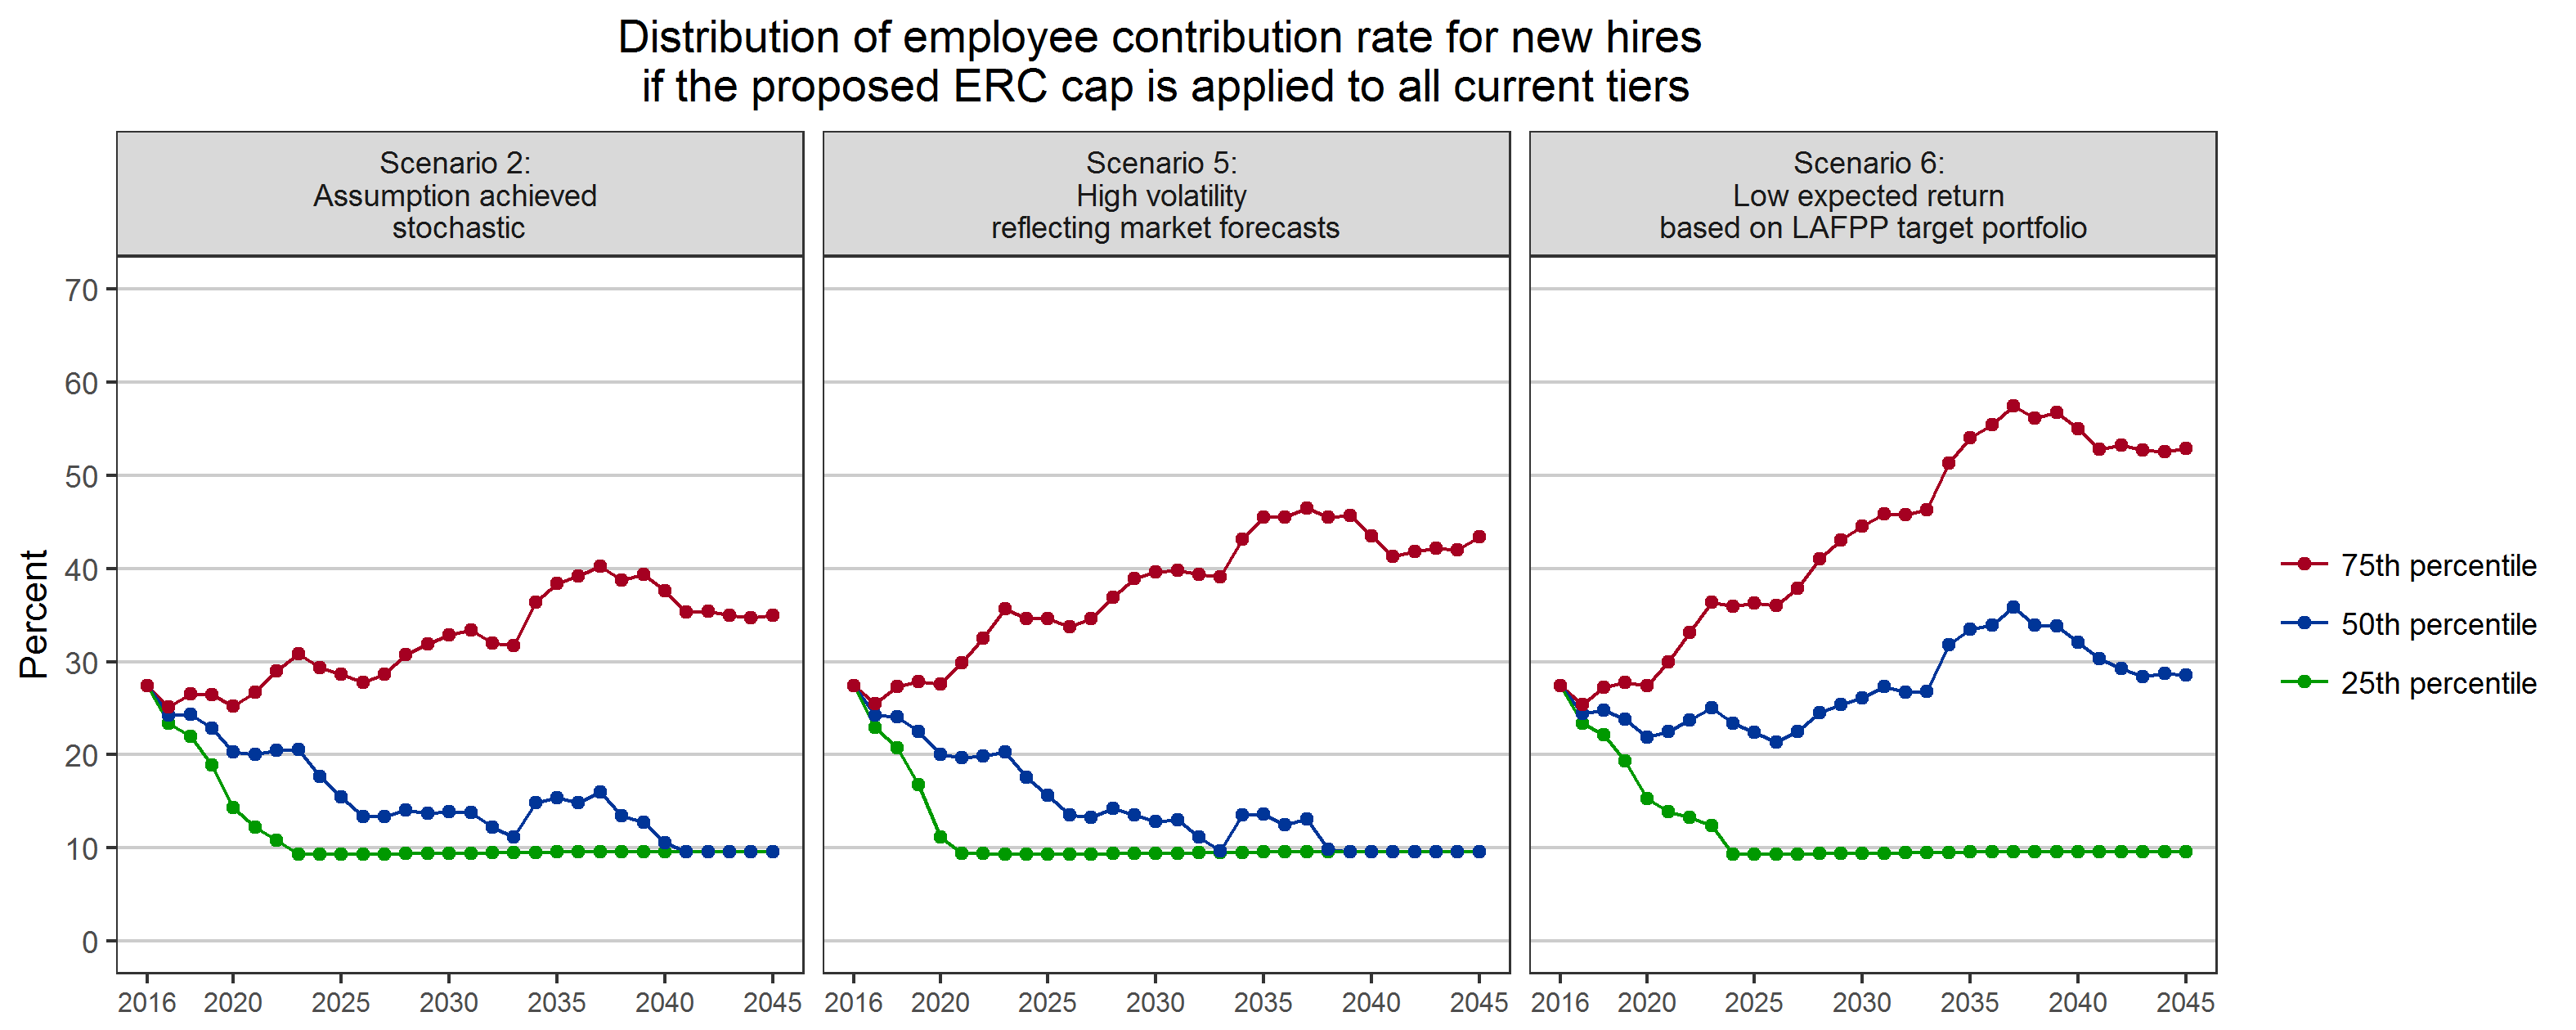 Distribution of employee contribution rate for new hires
if the proposed ERC cap is applied to all current tiers
Scenario 2:
Assumption achieved
stochastic
Scenario 5:
High volatility
reflecting market forecasts
Scenario 6:
Low expected return
based on LAFPP target portfolio
Percent
70
60
50
40
30
20
10
0
2016 2020 2025 2030 2035 2040 2045
2016 2020 2025 2030 2035 2040 2045
2016 2020 2025 2030 2035 2040 2045
75th percentile
50th percentile
25th percentile